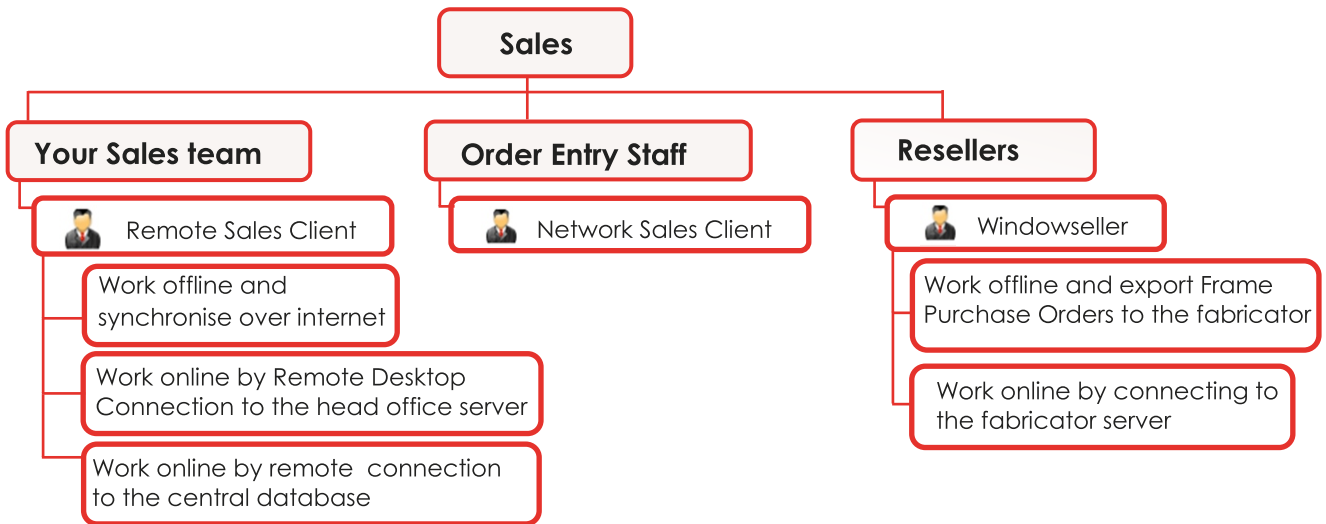 Sales
Your Sales team
Remote Sales Client
Work offline and
synchronise over internet
Work online by Remote Desktop
Connection to the head office server
Work online by remote connection
to the central database
Order Entry Staff
Network Sales Client
Resellers
Windowseller
Work offline and export Frame
Purchase Orders to the fabricator
Work online by connecting to
the fabricator server